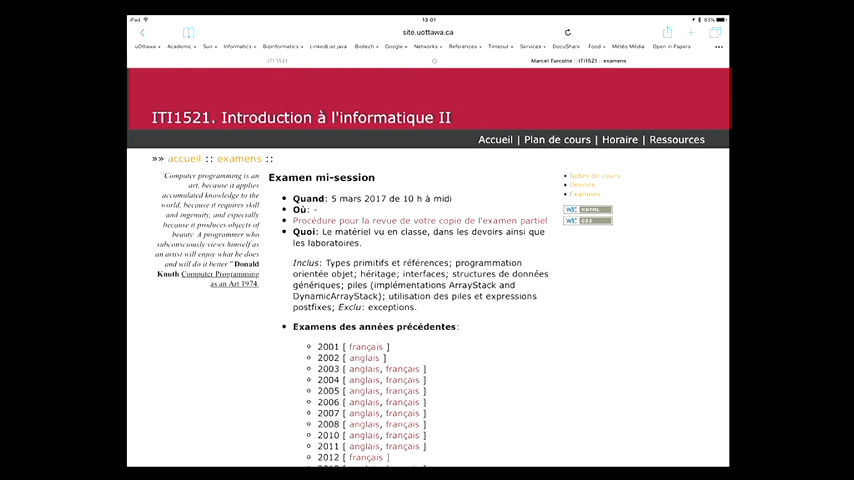 iPad
13:01
83%
site.uottawa.ca
uOttawa Academic Sun Informatics Bioinformatics LinkedList.java Biotech Google Networks References Timeout Services DocuShare Food Météo Média Open in Papers
ITI 1521
Marcel Turcotte :: ITI1521 :: examens
ITI1521. Introduction à l'informatique II
Accueil | Plan de cours | Horaire | Ressources
»» accueil :: examens ::
"Computer programming is an
art, because it applies
accumulated knowledge to the
world, because it requires skill
and ingenuity, and especially
because it produces objects of
beauty. A programmer who
subconsciously views himself as
an artist will enjoy what he does
and will do it better" Donald
Knuth Computer Programming
as an Art 1974.
Examen mi-session
Quand: 5 mars 2017 de 10 h à midi
Où: -
Procédure pour la revue de votre copie de l'examen partiel
Quoi: Le matériel vu en classe, dans les devoirs ainsi que
les laboratoires.
Inclus: Types primitifs et références; programmation
orientée objet; héritage; interfaces; structures de données
génériques; piles (implémentations ArrayStack and
DynamicArrayStack); utilisation des piles et expressions
postfixes; Exclu: exceptions.
Examens des années précédentes:
2001 [ français ]
2002 [ anglais ]
2003 [ anglais, français ]
2004 [ anglais, français ]
2005 [ anglais, français ]
2006 [ anglais, français ]
2007 [ anglais, français ]
2008 [ anglais, français ]
2010 [ anglais, français ]
2011 [ anglais, français ]
2012 [ français ]
Notes de cours
Devoirs
Examens
W3C XHTML
W3C CSS